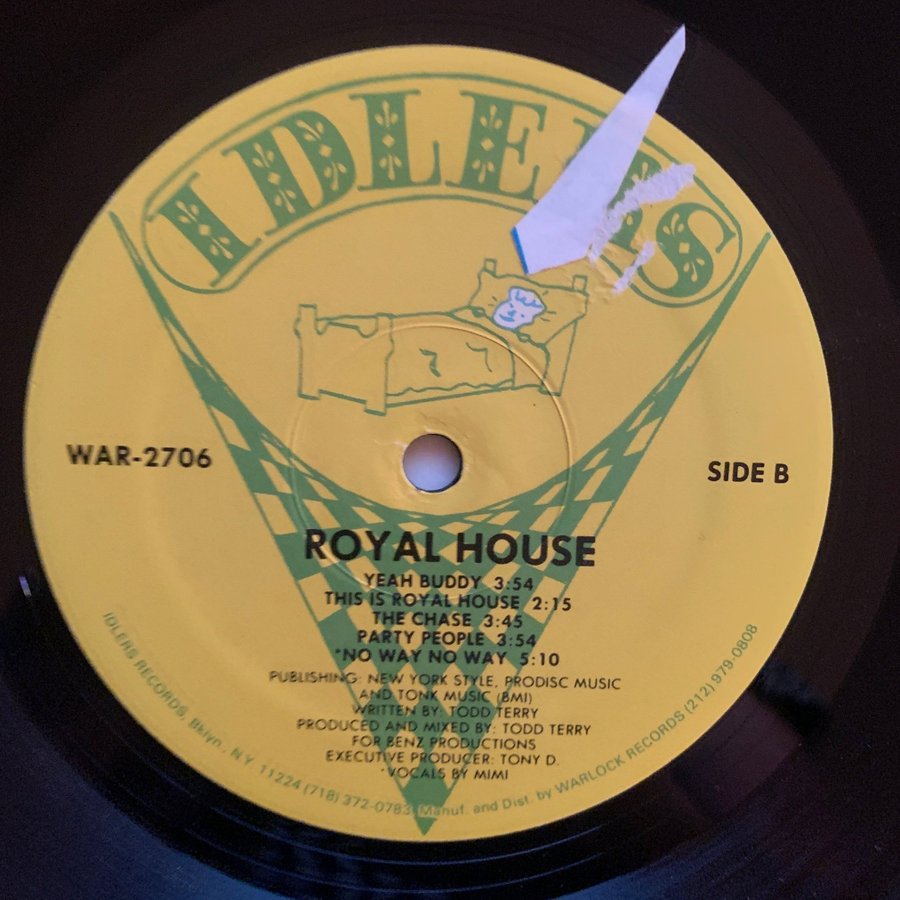 IDLERS
WAR-2706
SIDE B
ROYAL HOUSE
YEAH BUDDY 3:54
THIS IS ROYAL HOUSE 2:15
THE CHASE 3:45
PARTY PEOPLE 3:54
*NO WAY NO WAY 5:10
PUBLISHING: NEW YORK STYLE, PRODISC MUSIC
AND TONK MUSIC (BMI)
WRITTEN BY: TODD TERRY
PRODUCED AND MIXED BY: TODD TERRY
FOR BENZ PRODUCTIONS
EXECUTIVE PRODUCER: TONY D.
*VOCALS BY MIMI
IDLERS RECORDS, Bklyn., N.Y. 11224 (718) 372-0783, Manuf. and Dist. by WARLOCK RECORDS (212) 979-0808